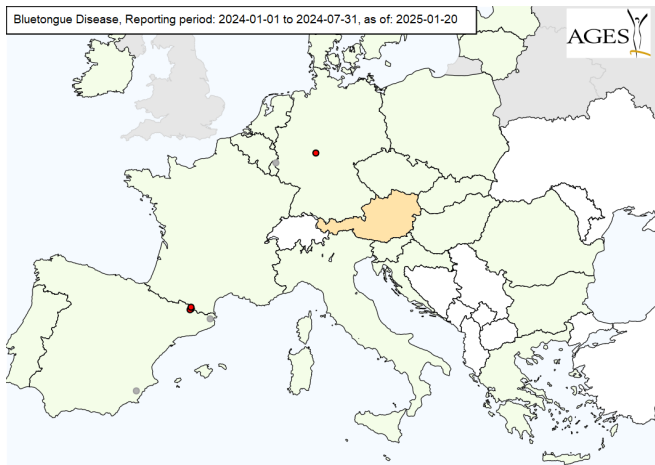 Bluetongue Disease, Reporting period: 2024-01-01 to 2024-07-31, as of: 2025-01-20
AGES